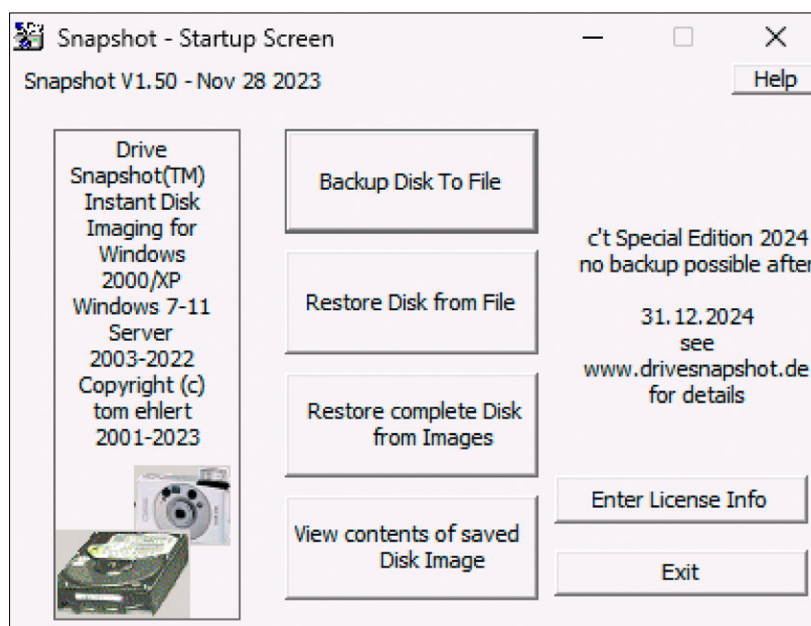 Snapshot - Startup Screen
Snapshot V1.50 - Nov 28 2023
Help
Drive
Snapshot(TM)
Instant Disk
Imaging for
Windows
2000/XP
Windows 7-11
Server
2003-2022
Copyright (c)
tom ehlert
2001-2023
Backup Disk To File
Restore Disk from File
Restore complete Disk
from Images
View contents of saved
Disk Image
c't Special Edition 2024
no backup possible after
31.12.2024
see
www.drivesnapshot.de
for details
Enter License Info
Exit